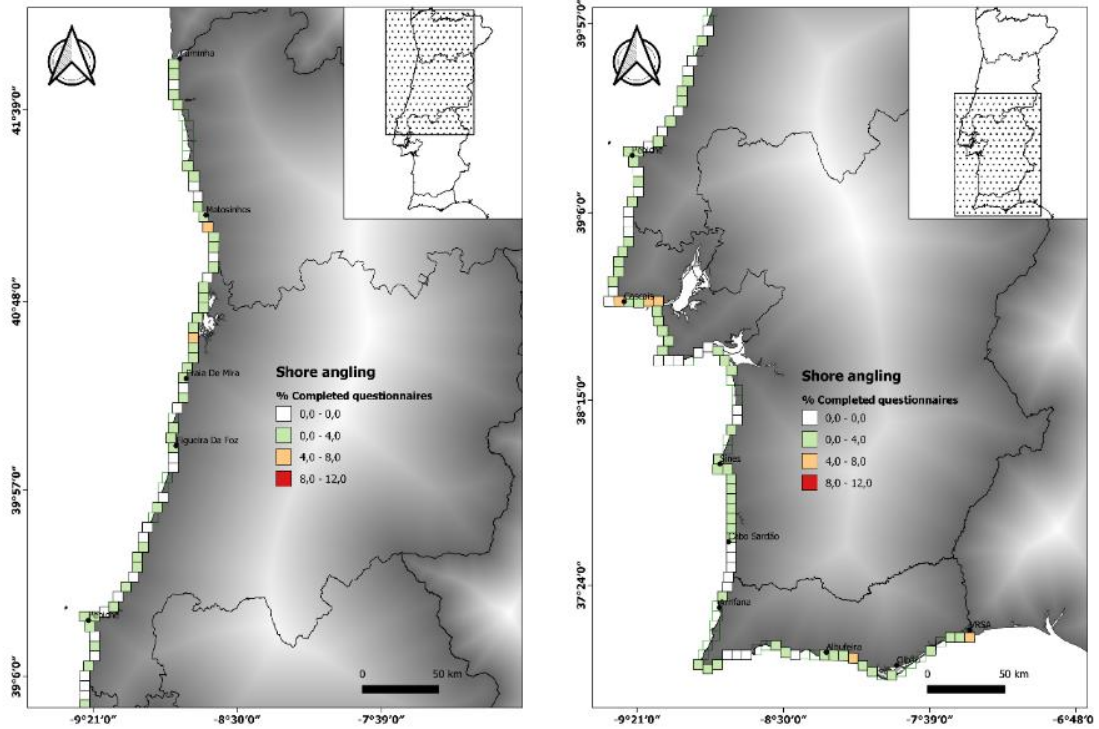 Caminha
41°39'0"
Matosinhos
40°48'0"
Praia De Mira
Shore angling
% Completed questionnaires
0,0 - 0,0
0,0 - 4,0
4,0 - 8,0
8,0 - 12,0
Figueira Da Foz
39°57'0"
Peniche
39°6'0"
0 50 km
-9°21'0" -8°30'0" -7°39'0"
39°57'0"
Peniche
39°6'0"
Cascais
38°15'0"
Shore angling
% Completed questionnaires
0,0 - 0,0
0,0 - 4,0
4,0 - 8,0
8,0 - 12,0
Sines
Cabo Sardão
37°24'0"
Arrifana
VRSA
Albufeira
Olhão
0 50 km
-9°21'0" -8°30'0" -7°39'0" -6°48'0"